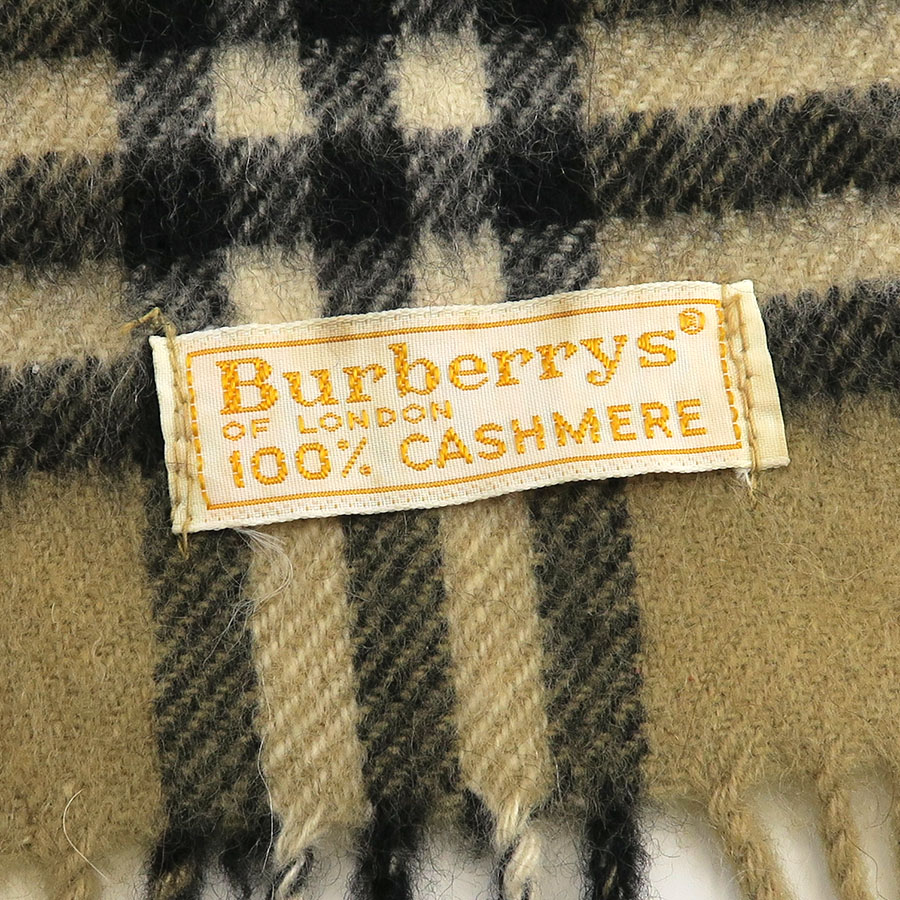 Burberrys®
OF LONDON
100% CASHMERE